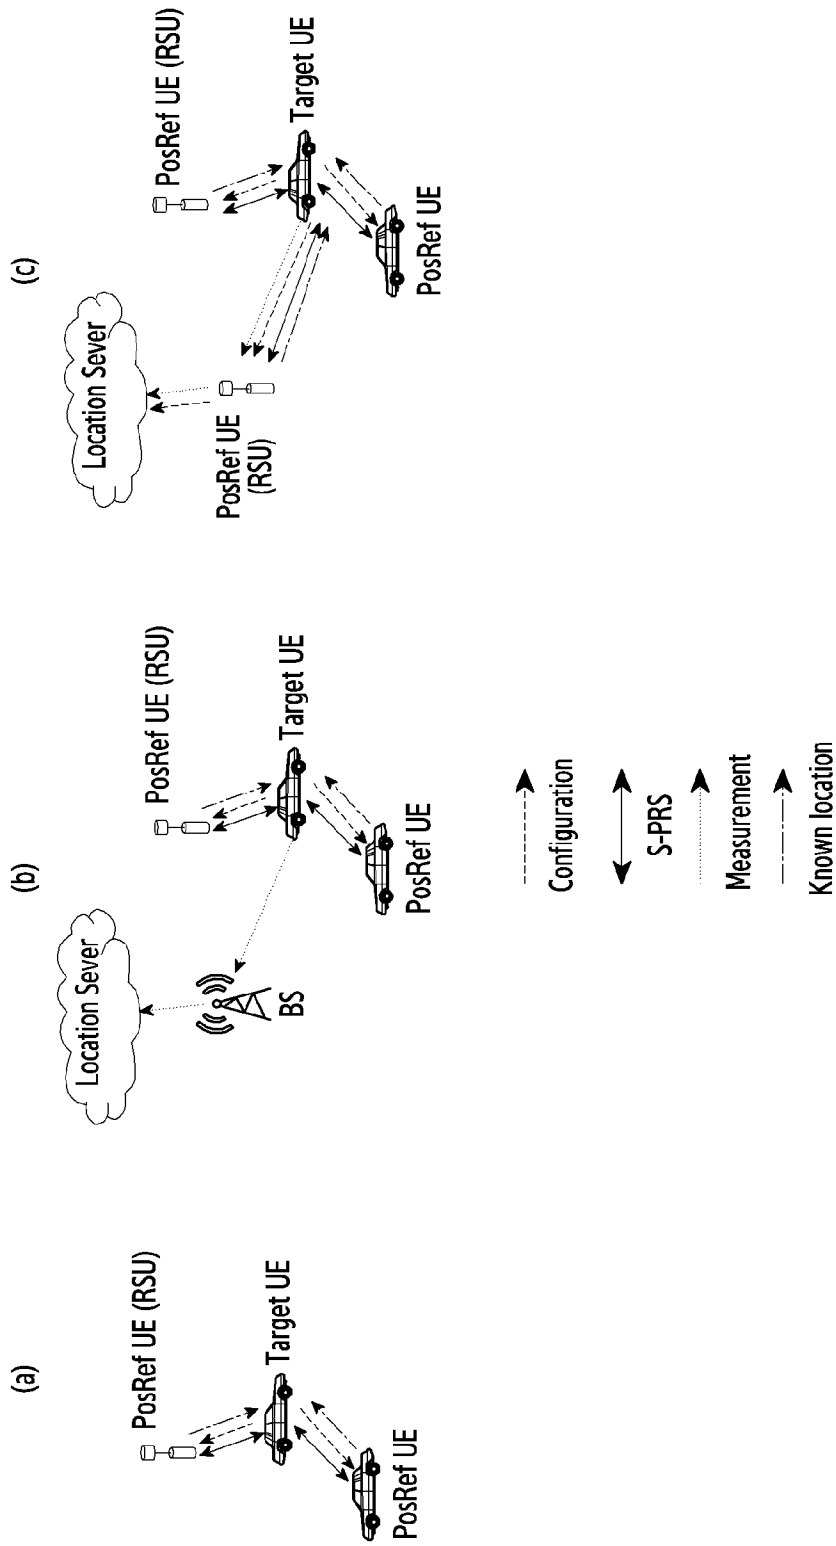 (a)
PosRef UE (RSU)
Target UE
PosRef UE
(b)
Location Sever
PosRef UE (RSU)
BS
Target UE
PosRef UE
(c)
Location Sever
PosRef UE (RSU)
PosRef UE
(RSU)
Target UE
PosRef UE
Configuration
S-PRS
Measurement
Known location